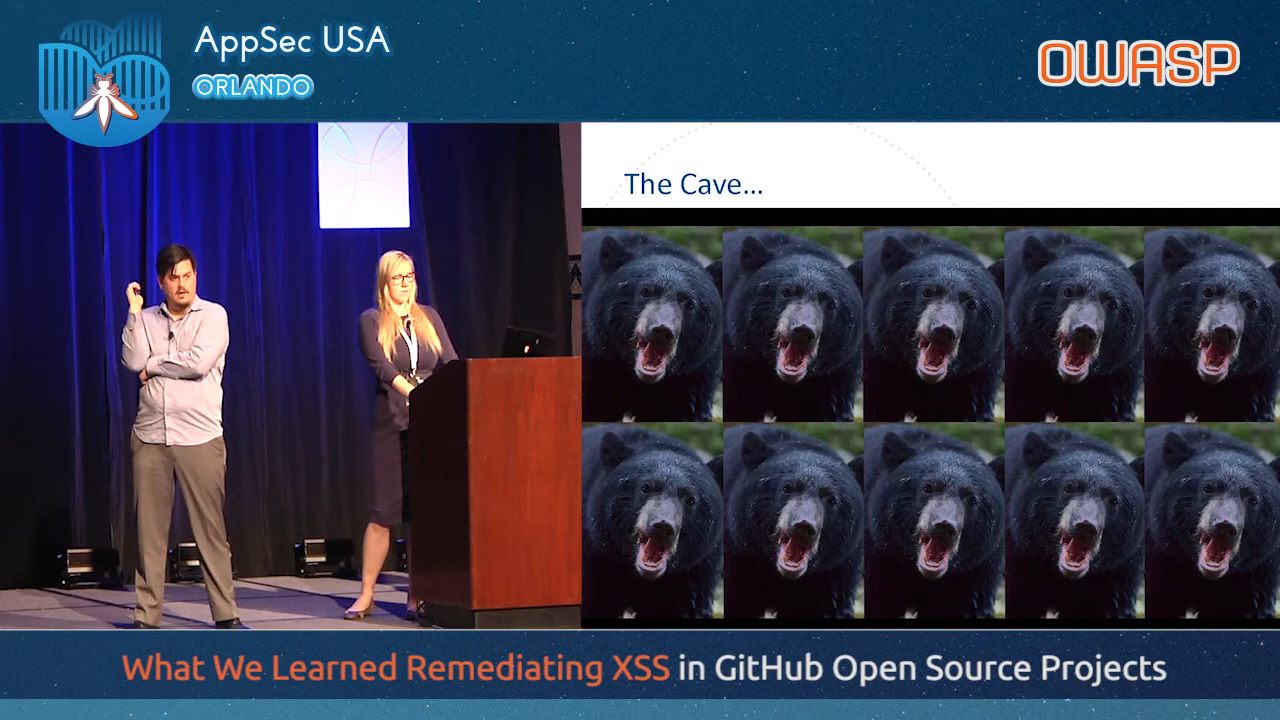 AppSec USA
ORLANDO
OWASP
The Cave...
What We Learned Remediating XSS in GitHub Open Source Projects